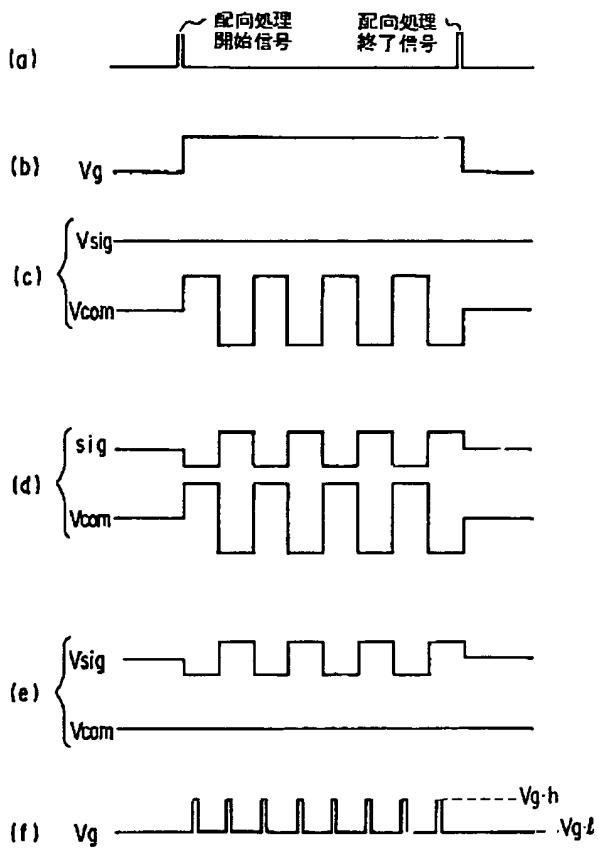 配向処理
開始信号
配向処理
終了信号
(a)
(b) Vg
(c) Vsig
Vcom
(d) sig
Vcom
(e) Vsig
Vcom
(f) Vg
Vg·h
Vg·ℓ